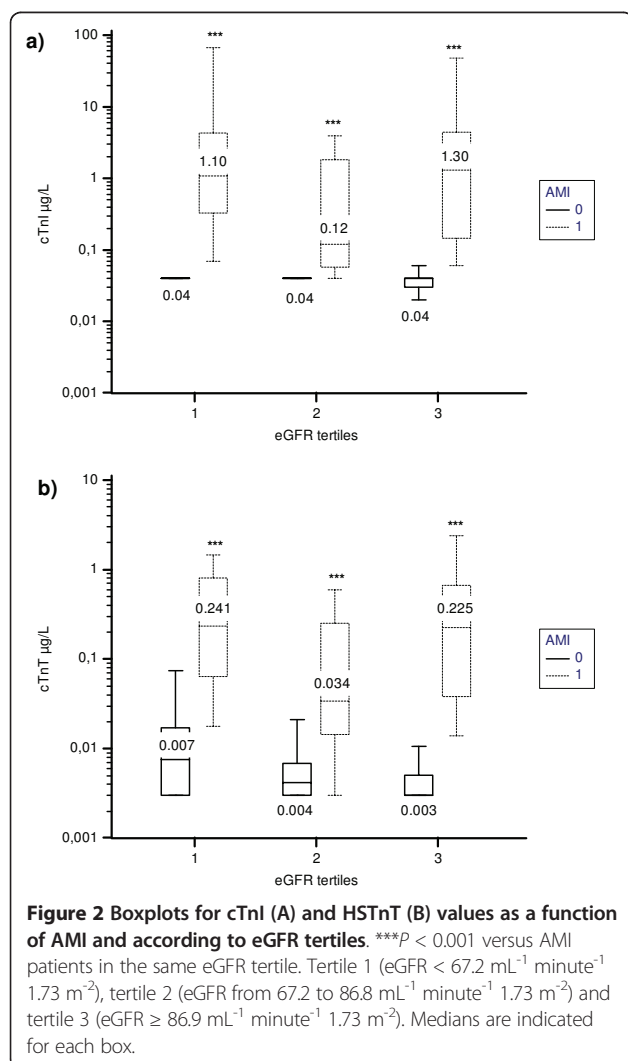 a)
100
***
***
***
10
1.10
1.30
cTnI µg/L
1
0.12
AMI
0
1
0,1
0.04
0.04
0.04
0,01
0,001
1
2
3
eGFR tertiles
b)
10
***
***
***
1
0.241
0.225
cTnT µg/L
0,1
0.034
AMI
0
1
0.007
0,01
0.004
0.003
0,001
1
2
3
eGFR tertiles
Figure 2 Boxplots for cTnI (A) and HSTnT (B) values as a function
of AMI and according to eGFR tertiles. ***P < 0.001 versus AMI
patients in the same eGFR tertile. Tertile 1 (eGFR < 67.2 mL⁻¹ minute⁻¹
1.73 m⁻²), tertile 2 (eGFR from 67.2 to 86.8 mL⁻¹ minute⁻¹ 1.73 m⁻²) and
tertile 3 (eGFR ≥ 86.9 mL⁻¹ minute⁻¹ 1.73 m⁻²). Medians are indicated
for each box.